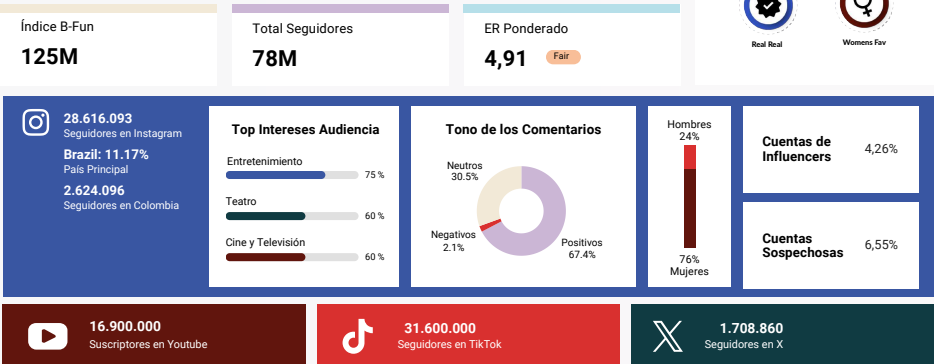 Índice B-Fun
125M
Total Seguidores
78M
ER Ponderado
4,91
Fair
Real Real
Womens Fav
28.616.093
Seguidores en Instagram
Brazil: 11.17%
País Principal
2.624.096
Seguidores en Colombia
Top Intereses Audiencia
Entretenimiento
75 %
Teatro
60 %
Cine y Televisión
60 %
Tono de los Comentarios
Neutros
30.5%
Negativos
2.1%
Positivos
67.4%
Hombres
24%
76%
Mujeres
Cuentas de
Influencers
4,26%
Cuentas
Sospechosas
6,55%
16.900.000
Suscriptores en Youtube
31.600.000
Seguidores en TikTok
1.708.860
Seguidores en X